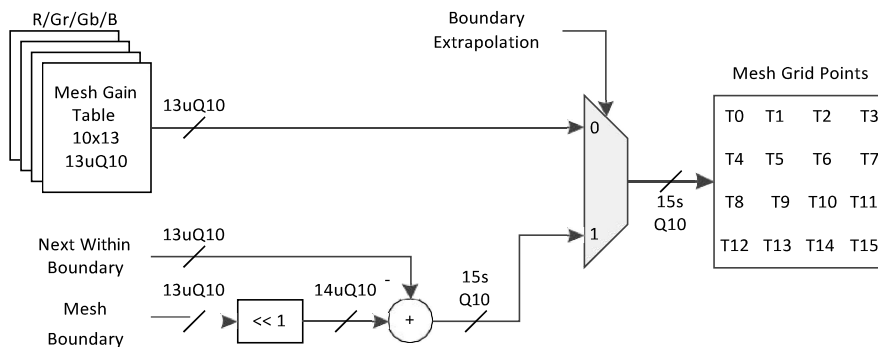 R/Gr/Gb/B
Mesh Gain
Table
10x13
13uQ10
13uQ10
Boundary
Extrapolation
0
1
Mesh Grid Points
T0 T1 T2 T3
T4 T5 T6 T7
T8 T9 T10 T11
T12 T13 T14 T15
15s
Q10
Next Within
Boundary
13uQ10
-
Mesh
Boundary
13uQ10
<< 1
14uQ10
+
15s
Q10